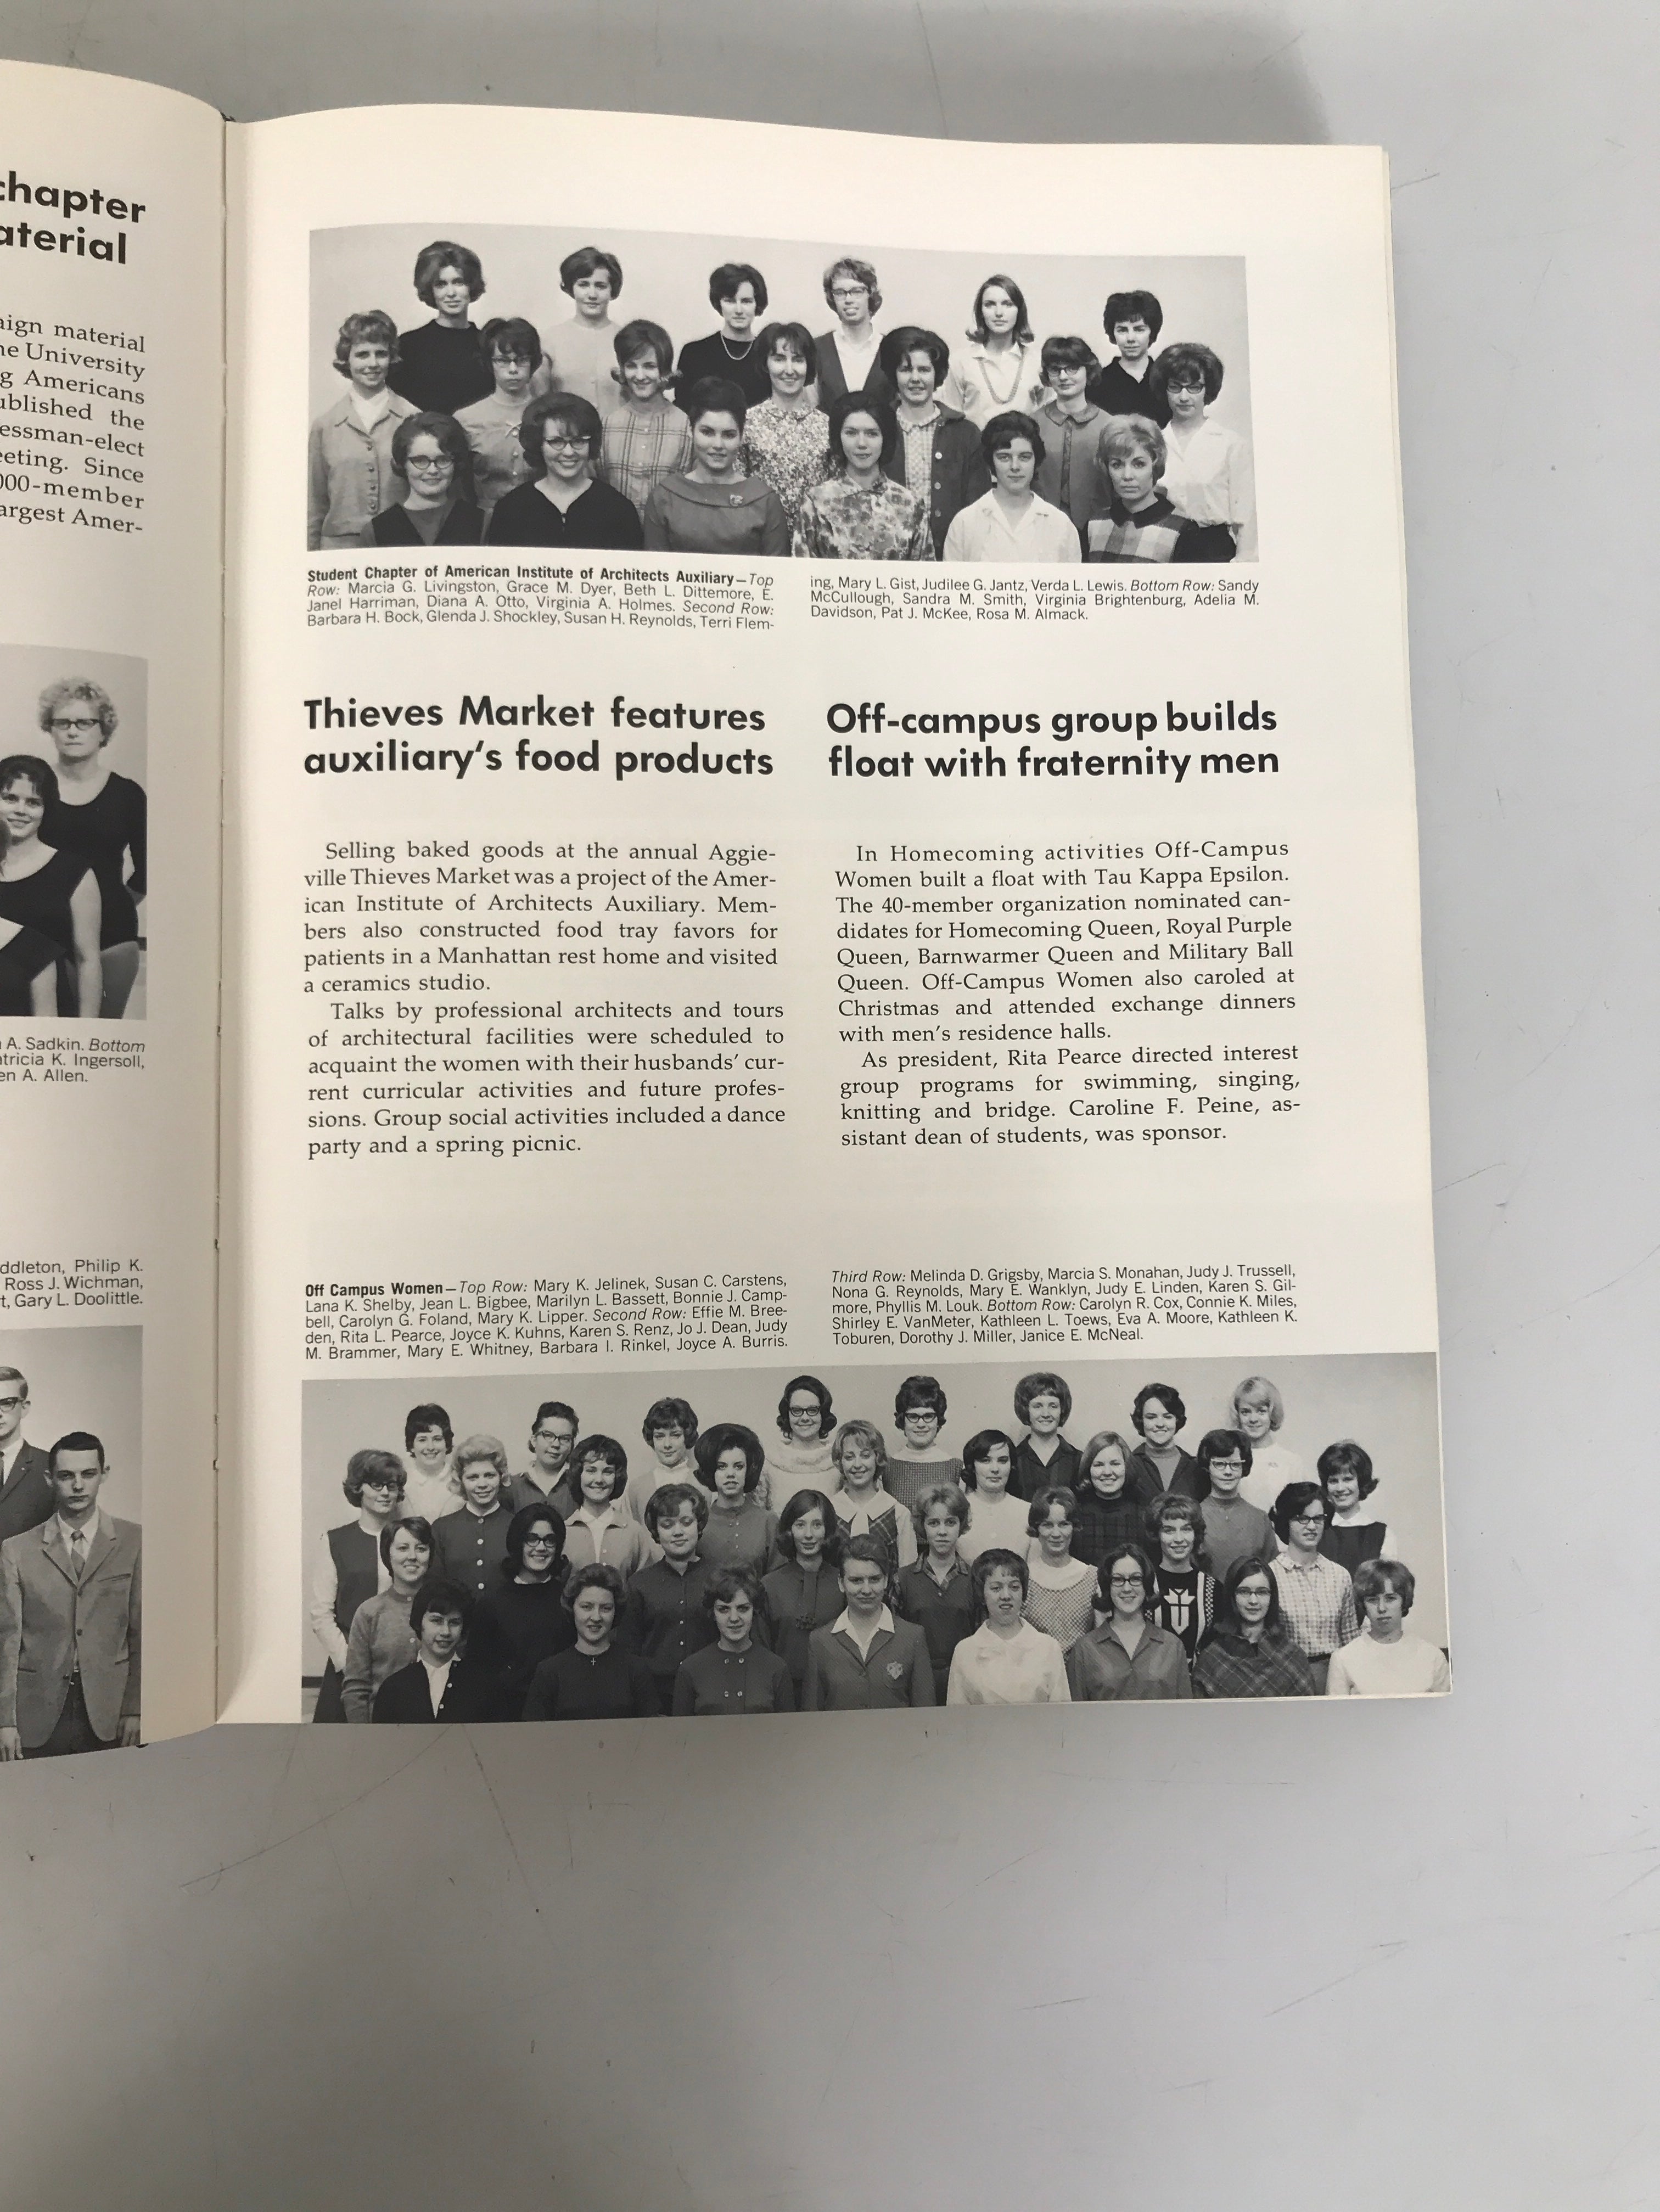 chapter
aterial
aign material
he University
g Americans
ublished the
essman-elect
eeting. Since
000-member
argest Amer-
A. Sadkin. Bottom
atricia K. Ingersoll,
en A. Allen.
ddleton, Philip K.
Ross J. Wichman,
t, Gary L. Doolittle.
Student Chapter of American Institute of Architects Auxiliary—Top
Row: Marcia G. Livingston, Grace M. Dyer, Beth L. Dittemore, E.
Janel Harriman, Diana A. Otto, Virginia A. Holmes. Second Row:
Barbara H. Bock, Glenda J. Shockley, Susan H. Reynolds, Terri Flem-
ing, Mary L. Gist, Judilee G. Jantz, Verda L. Lewis. Bottom Row: Sandy
McCullough, Sandra M. Smith, Virginia Brightenburg, Adelia M.
Davidson, Pat J. McKee, Rosa M. Almack.
Thieves Market features
auxiliary's food products
Selling baked goods at the annual Aggie-
ville Thieves Market was a project of the Amer-
ican Institute of Architects Auxiliary. Mem-
bers also constructed food tray favors for
patients in a Manhattan rest home and visited
a ceramics studio.
Talks by professional architects and tours
of architectural facilities were scheduled to
acquaint the women with their husbands' cur-
rent curricular activities and future profes-
sions. Group social activities included a dance
party and a spring picnic.
Off-campus group builds
float with fraternity men
In Homecoming activities Off-Campus
Women built a float with Tau Kappa Epsilon.
The 40-member organization nominated can-
didates for Homecoming Queen, Royal Purple
Queen, Barnwarmer Queen and Military Ball
Queen. Off-Campus Women also caroled at
Christmas and attended exchange dinners
with men's residence halls.
As president, Rita Pearce directed interest
group programs for swimming, singing,
knitting and bridge. Caroline F. Peine, as-
sistant dean of students, was sponsor.
Off Campus Women—Top Row: Mary K. Jelinek, Susan C. Carstens,
Lana K. Shelby, Jean L. Bigbee, Marilyn L. Bassett, Bonnie J. Camp-
bell, Carolyn G. Foland, Mary K. Lipper. Second Row: Effie M. Bree-
den, Rita L. Pearce, Joyce K. Kuhns, Karen S. Renz, Jo J. Dean, Judy
M. Brammer, Mary E. Whitney, Barbara I. Rinkel, Joyce A. Burris.
Third Row: Melinda D. Grigsby, Marcia S. Monahan, Judy J. Trussell,
Nona G. Reynolds, Mary E. Wanklyn, Judy E. Linden, Karen S. Gil-
more, Phyllis M. Louk. Bottom Row: Carolyn R. Cox, Connie K. Miles,
Shirley E. VanMeter, Kathleen L. Toews, Eva A. Moore, Kathleen K.
Toburen, Dorothy J. Miller, Janice E. McNeal.